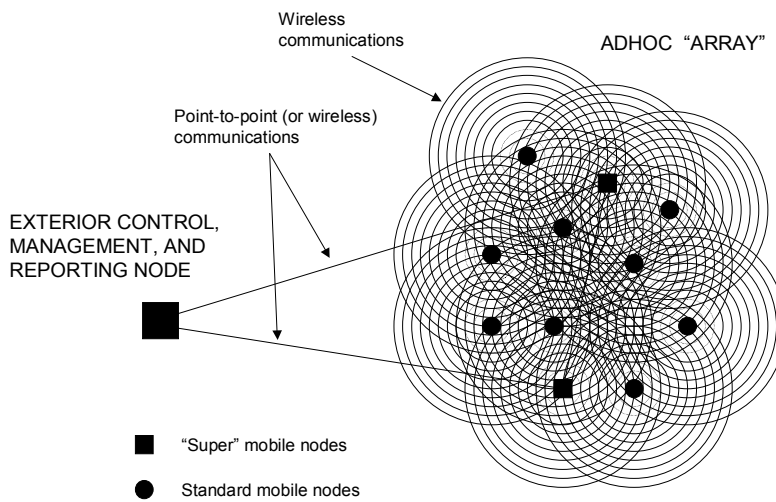 Wireless
communications
ADHOC “ARRAY”
Point-to-point (or wireless)
communications
EXTERIOR CONTROL,
MANAGEMENT, AND
REPORTING NODE
“Super” mobile nodes
Standard mobile nodes